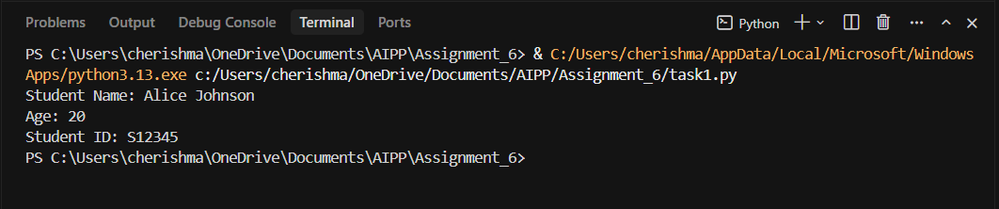 Problems Output Debug Console Terminal Ports Python
PS C:\Users\cherishma\OneDrive\Documents\AIPP\Assignment_6> & C:/Users/cherishma/AppData/Local/Microsoft/Windows
Apps/python3.13.exe c:/Users/cherishma/OneDrive/Documents/AIPP/Assignment_6/task1.py
Student Name: Alice Johnson
Age: 20
Student ID: S12345
PS C:\Users\cherishma\OneDrive\Documents\AIPP\Assignment_6>